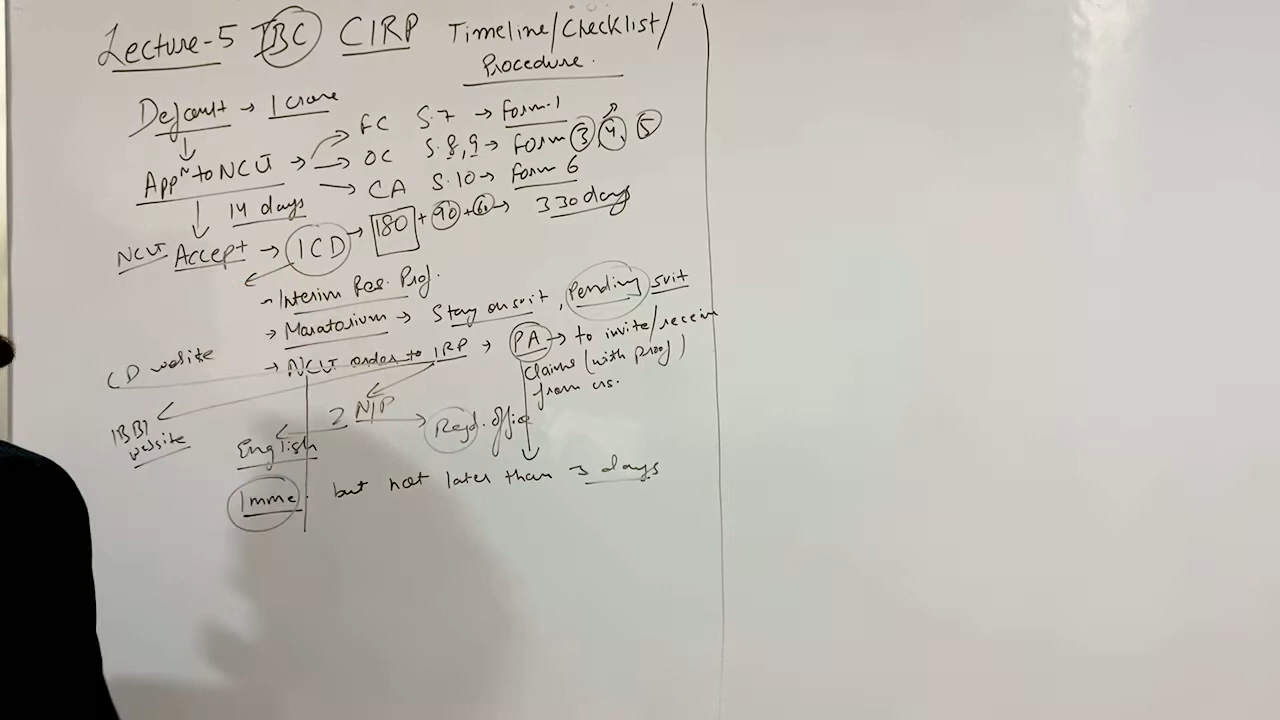 Lecture-5 IBC CIRP Timeline/Checklist/
Procedure.
Default → 1 crore
App^n to NCLT → FC S.7 → Form-1
→ OC S.8,9 → Form 3, 4, 5
→ CA S.10 → Form 6
14 days
NCLT Accept → ICD → 180 + 90 + 60 → 330 days
- Interim Res. Prof.
→ Moratorium → Stay on suit, Pending suit
→ NCLT order to IRP → PA → to invite/receive
claims (with proof)
from
CD website
IBBI
website
2 N/P
English
Regd. office
Imme. but not later than 3 days